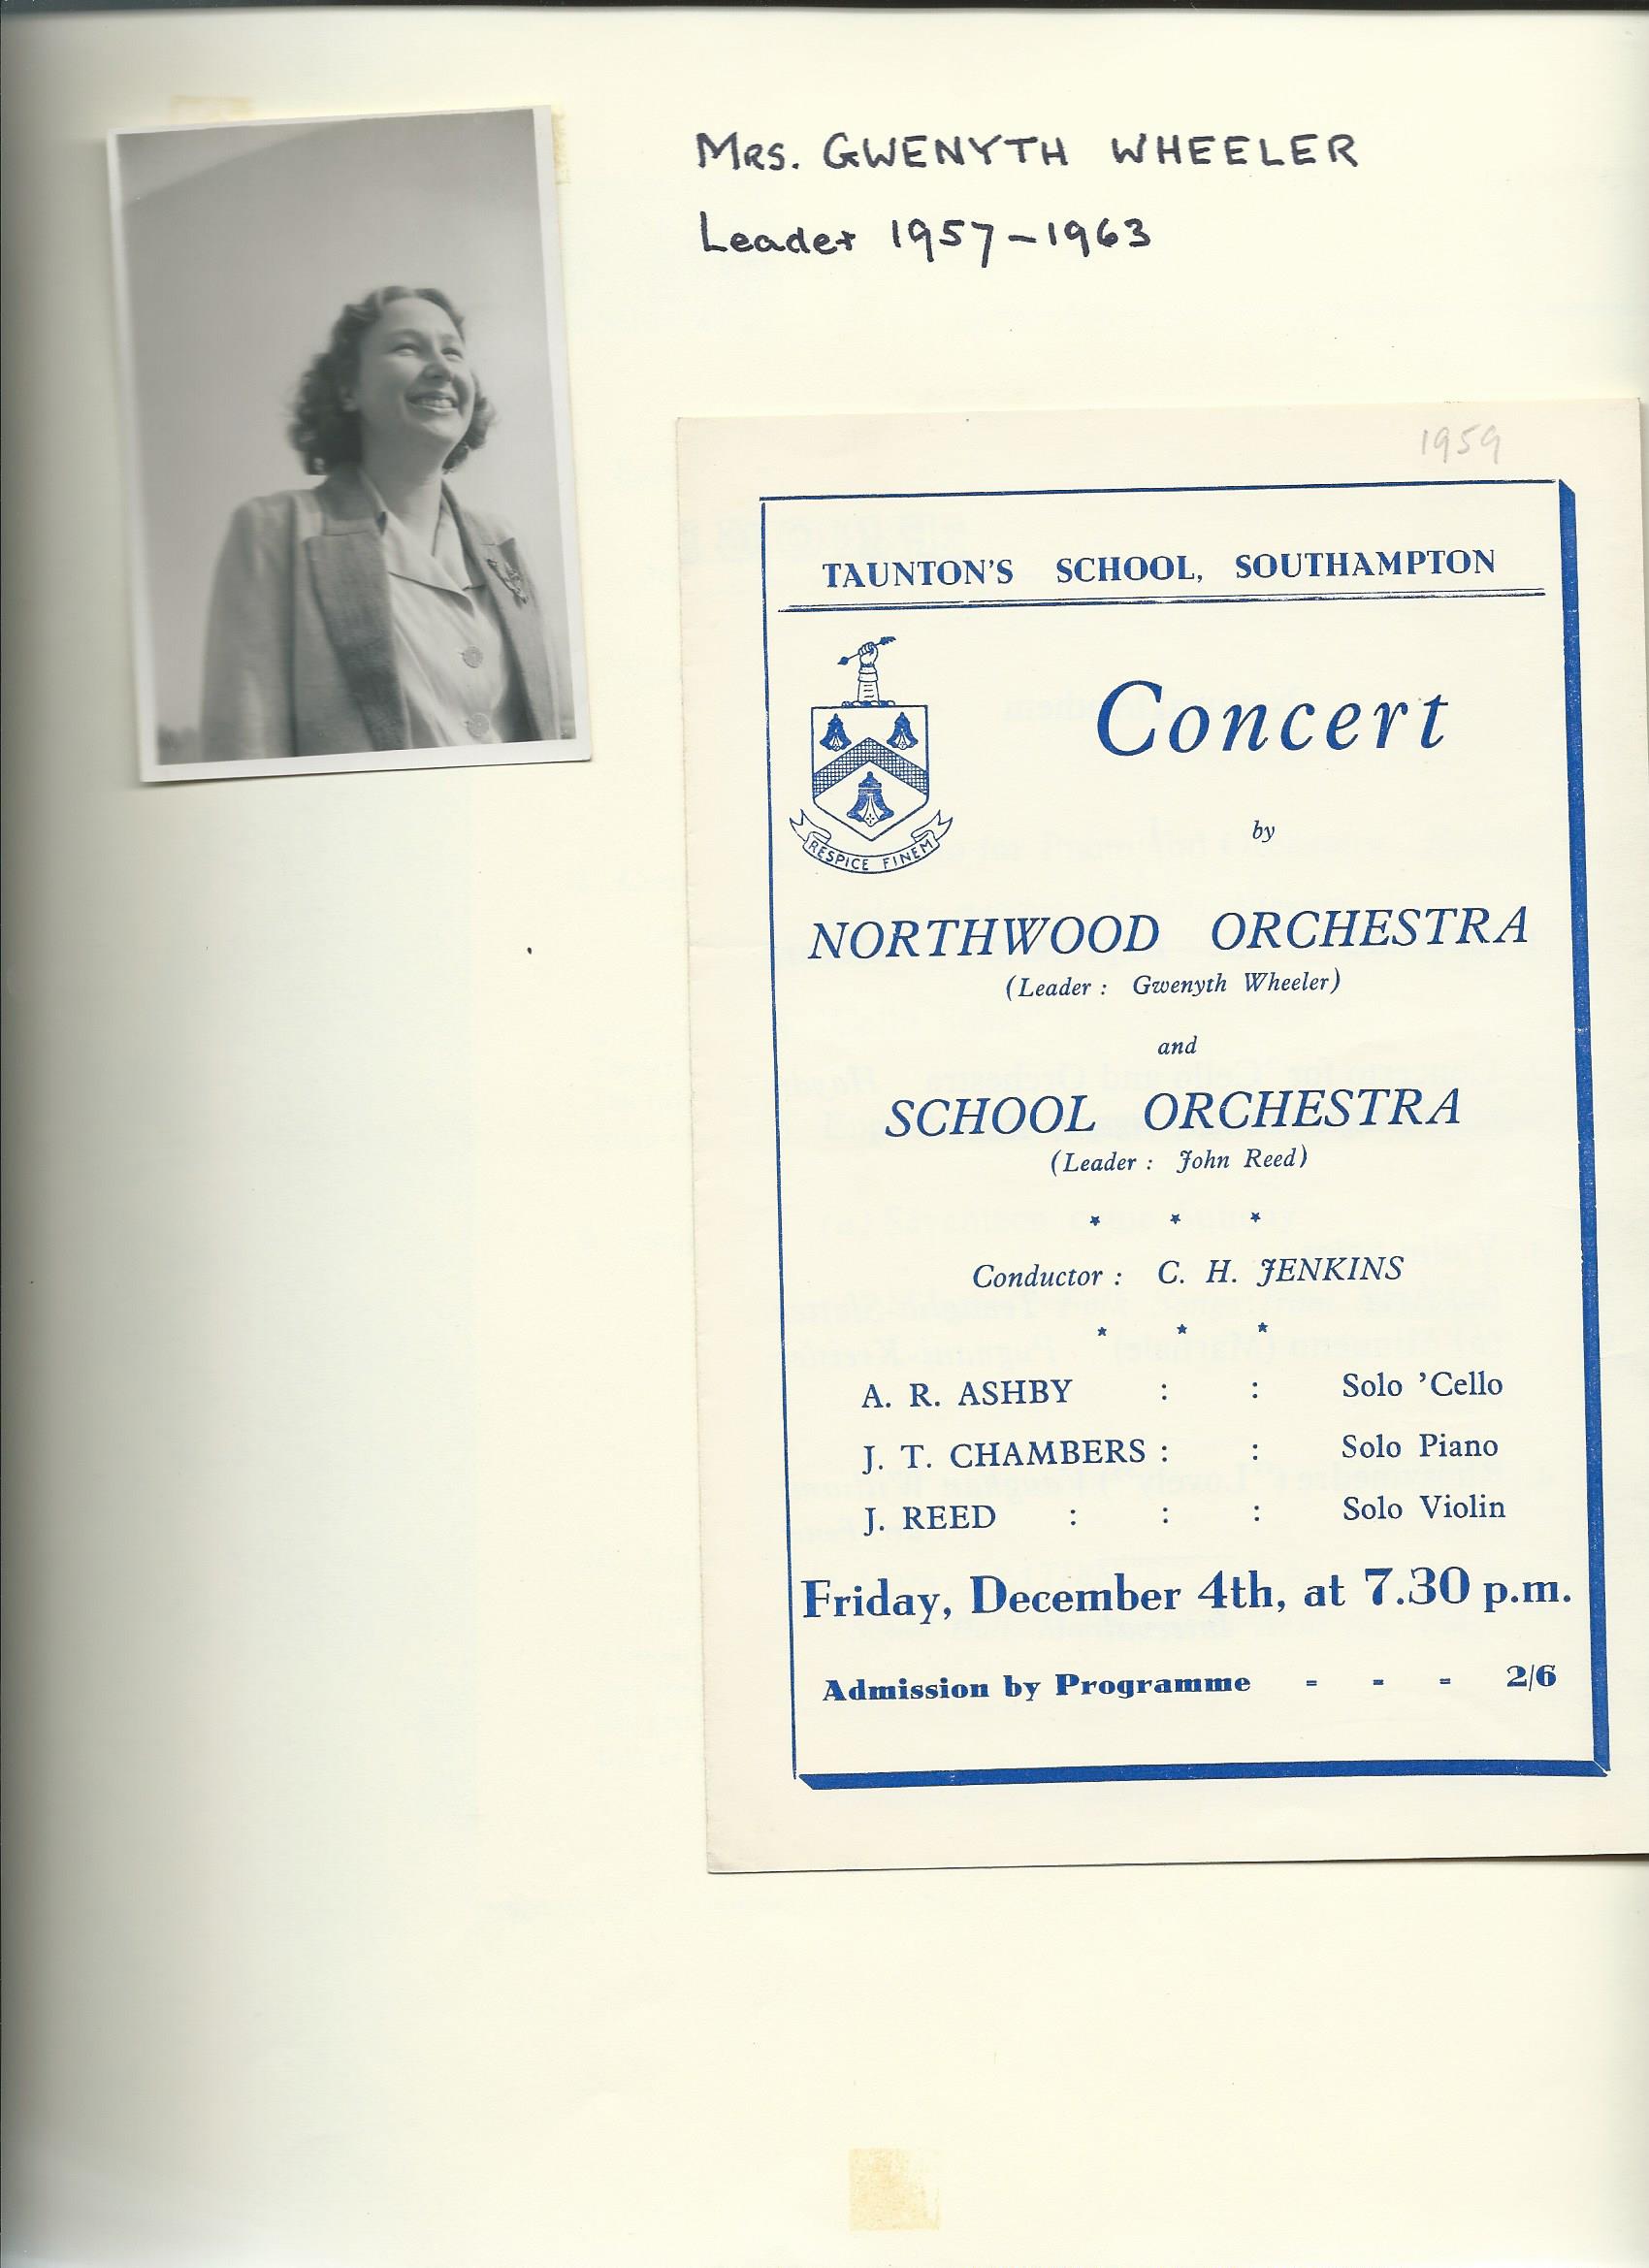 Mrs. GWENYTH WHEELER
Leader 1957-1963
1959
TAUNTON'S SCHOOL, SOUTHAMPTON
Concert
RESPICE FINEM
by
NORTHWOOD ORCHESTRA
(Leader : Gwenyth Wheeler)
and
SCHOOL ORCHESTRA
(Leader : John Reed)
* * *
Conductor : C. H. JENKINS
* * *
A. R. ASHBY : : Solo 'Cello
J. T. CHAMBERS : : Solo Piano
J. REED : : : Solo Violin
Friday, December 4th, at 7.30 p.m.
Admission by Programme - - - 2/6